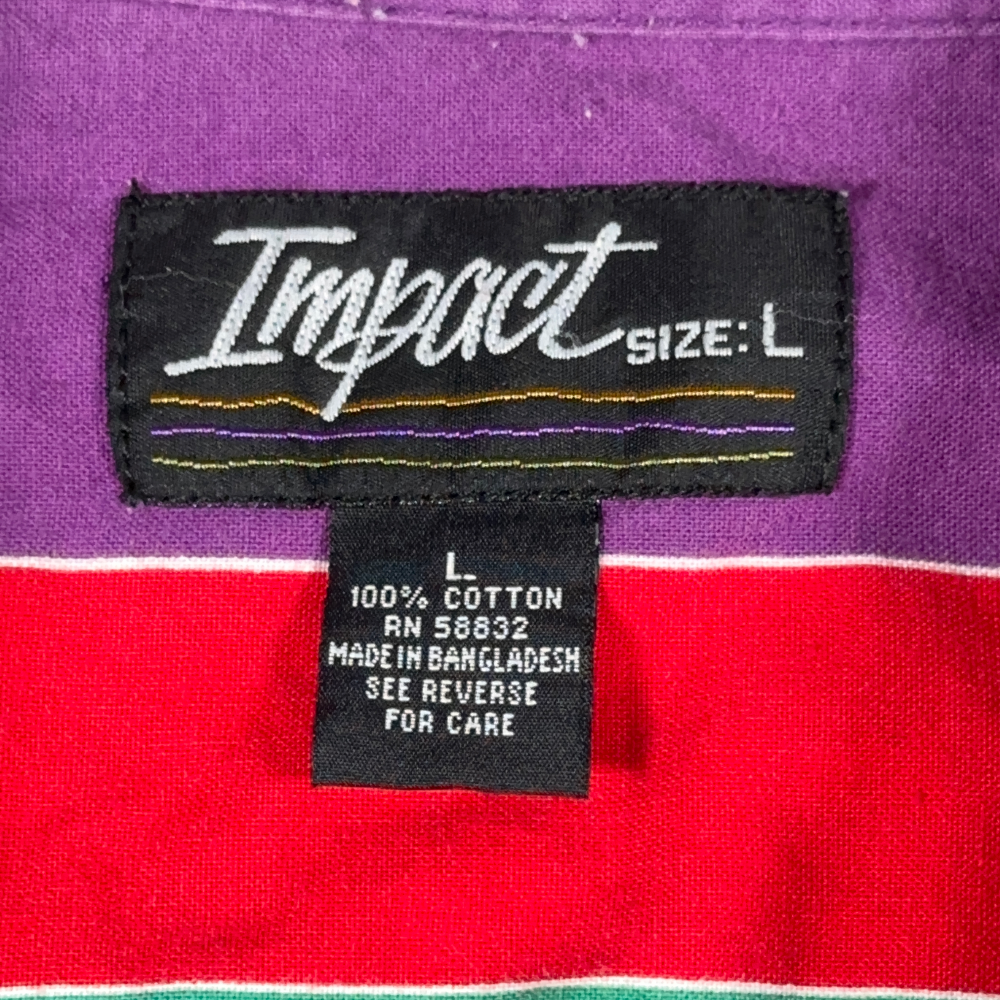 Impact SIZE: L
L.
100% COTTON
RN 58832
MADE IN BANGLADESH
SEE REVERSE
FOR CARE